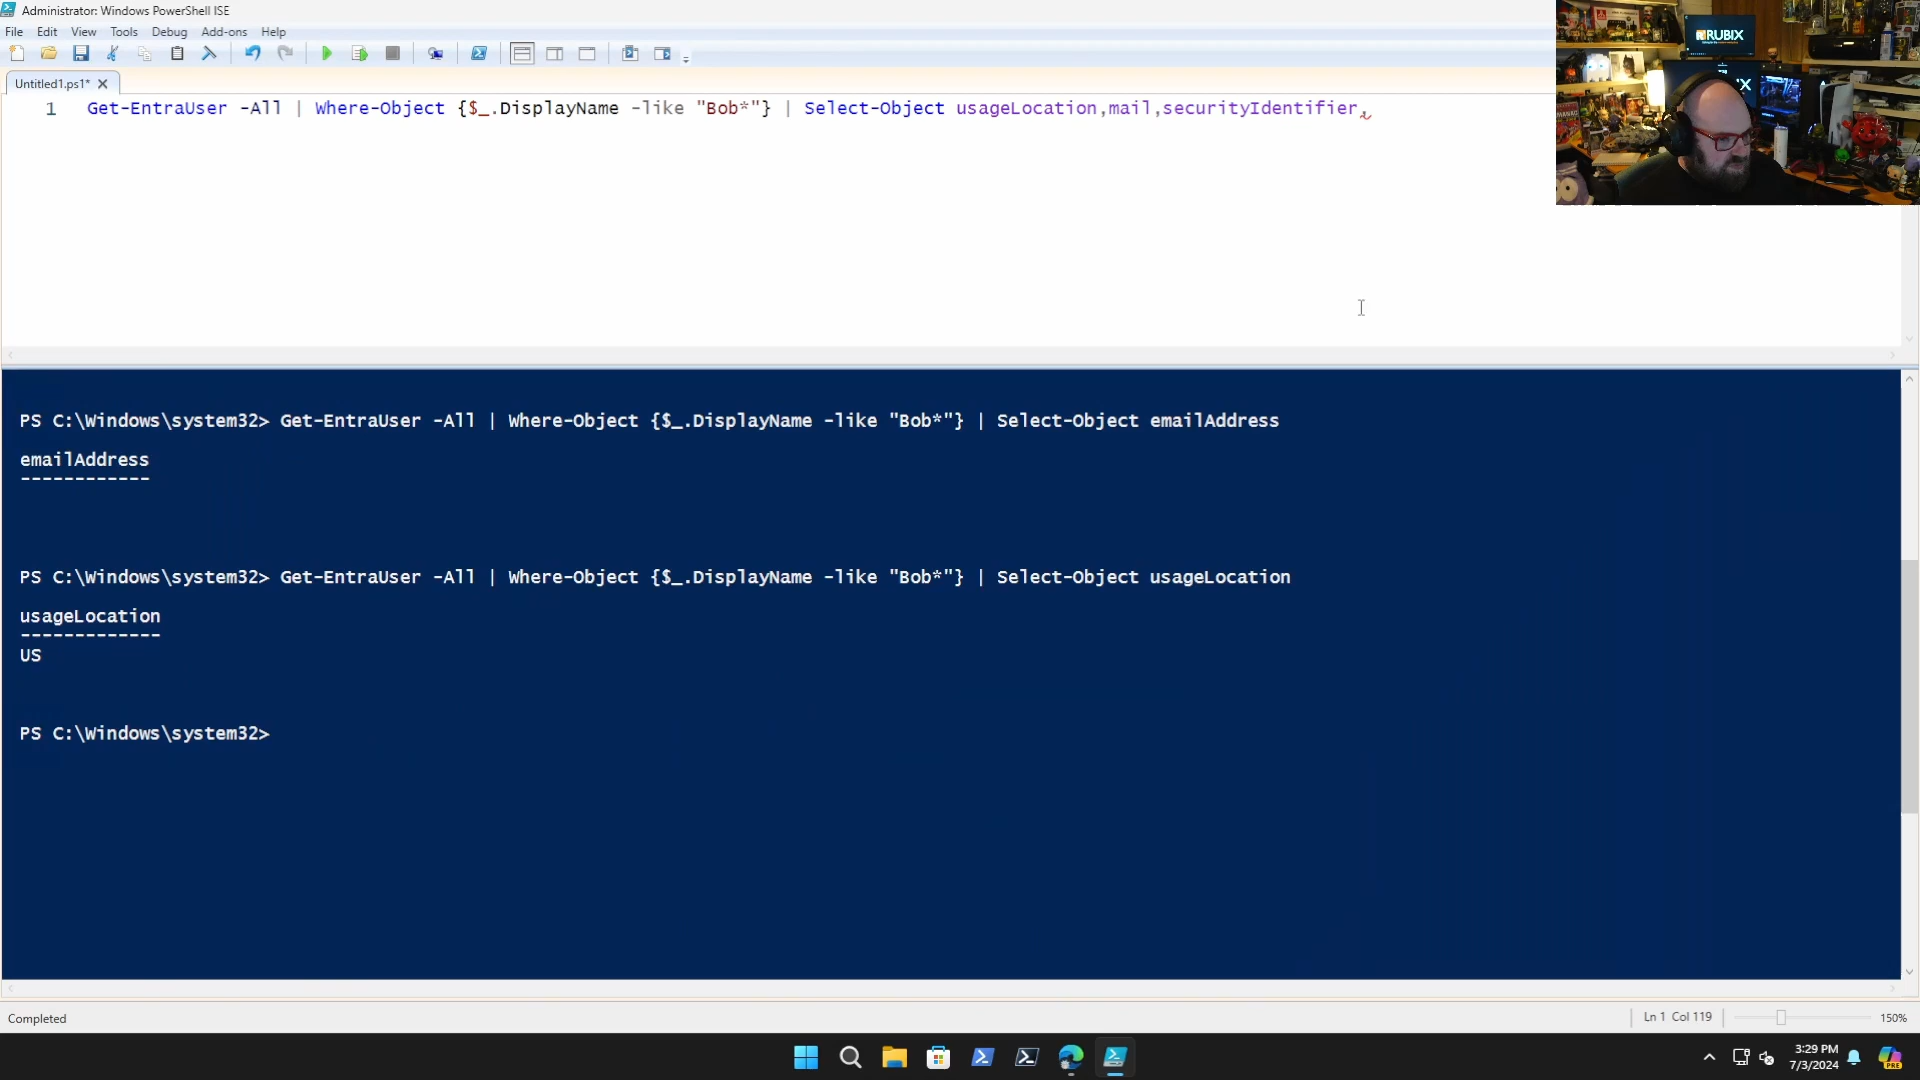 Administrator: Windows PowerShell ISE
File Edit View Tools Debug Add-ons Help
Untitled1.ps1*
1 Get-EntraUser -All | Where-Object {$_.DisplayName -like "Bob*"} | Select-Object usageLocation,mail,securityIdentifier,
RUBIX
PS C:\Windows\system32> Get-EntraUser -All | Where-Object {$_.DisplayName -like "Bob*"} | Select-Object emailAddress
emailAddress
------------
PS C:\Windows\system32> Get-EntraUser -All | Where-Object {$_.DisplayName -like "Bob*"} | Select-Object usageLocation
usageLocation
-------------
US
PS C:\Windows\system32>
Completed
Ln 1 Col 119
150%
3:29 PM
7/3/2024
PRE